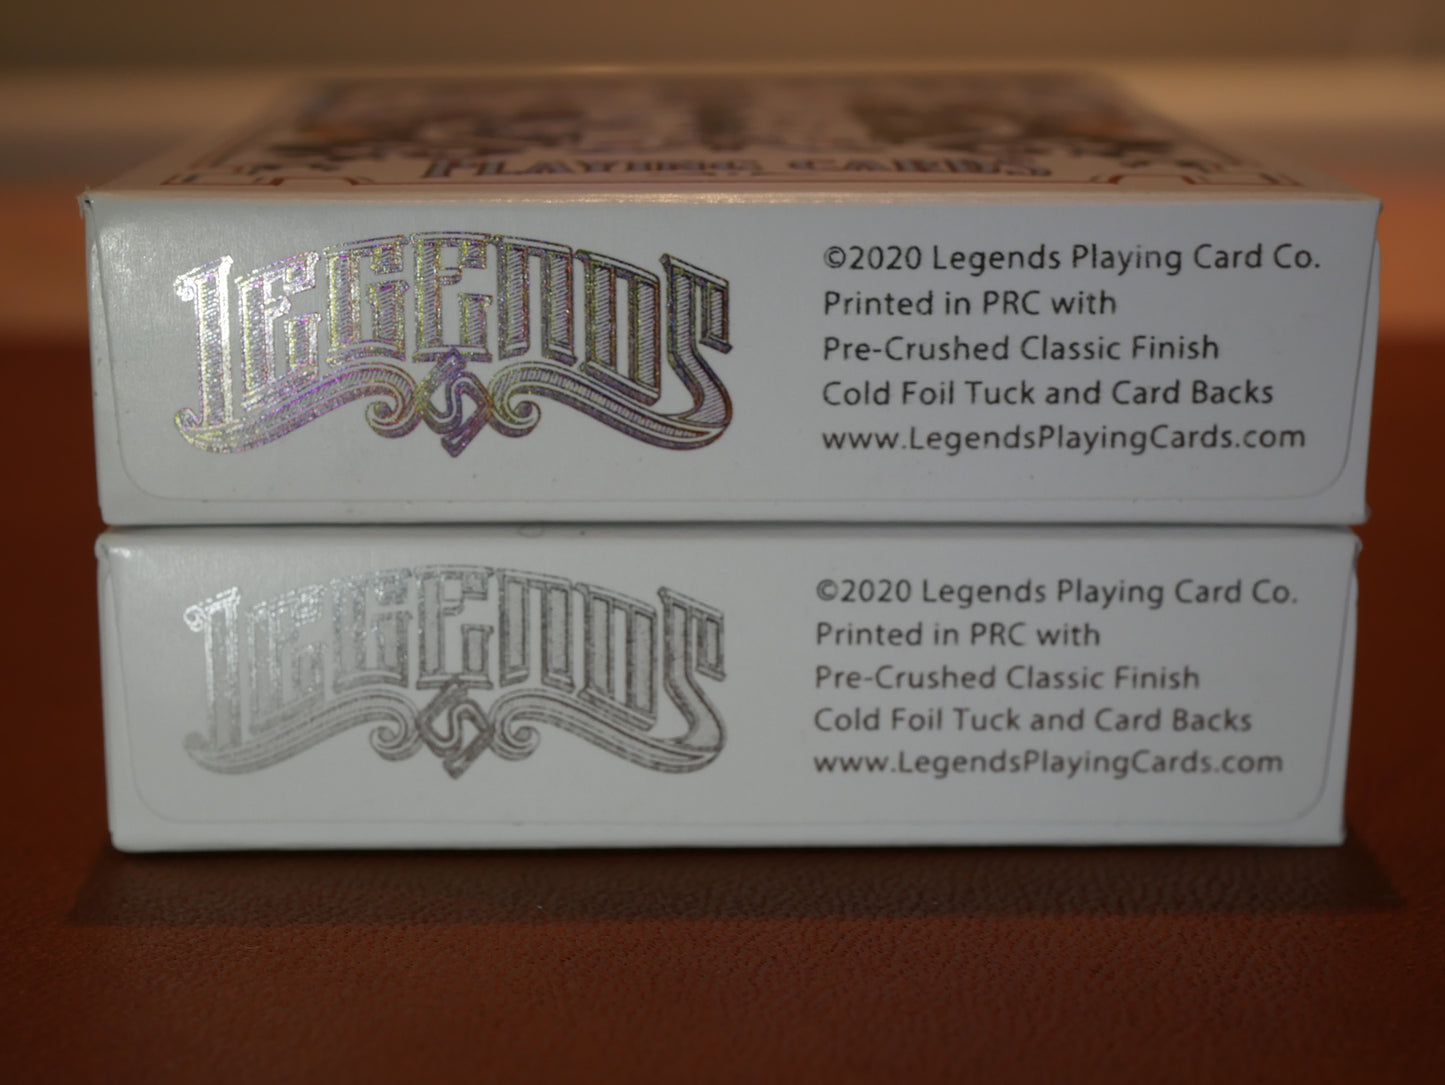 PLAYING CARDS
LEGENDS
©2020 Legends Playing Card Co.
Printed in PRC with
Pre-Crushed Classic Finish
Cold Foil Tuck and Card Backs
www.LegendsPlayingCards.com
LEGENDS
©2020 Legends Playing Card Co.
Printed in PRC with
Pre-Crushed Classic Finish
Cold Foil Tuck and Card Backs
www.LegendsPlayingCards.com